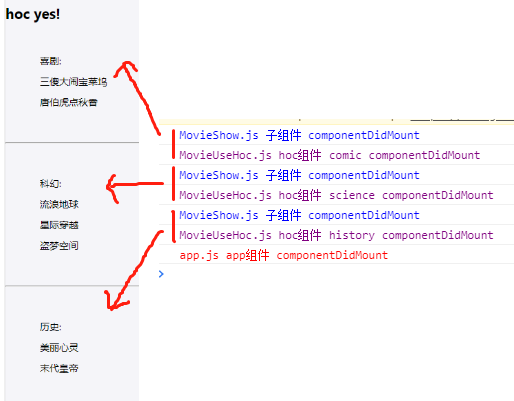 hoc yes!
喜剧:
三傻大闹宝莱坞
唐伯虎点秋香
科幻:
流浪地球
星际穿越
盗梦空间
历史:
美丽心灵
末代皇帝
MovieShow.js 子组件 componentDidMount
MovieUseHoc.js hoc组件 comic componentDidMount
MovieShow.js 子组件 componentDidMount
MovieUseHoc.js hoc组件 science componentDidMount
MovieShow.js 子组件 componentDidMount
MovieUseHoc.js hoc组件 history componentDidMount
app.js app组件 componentDidMount
>